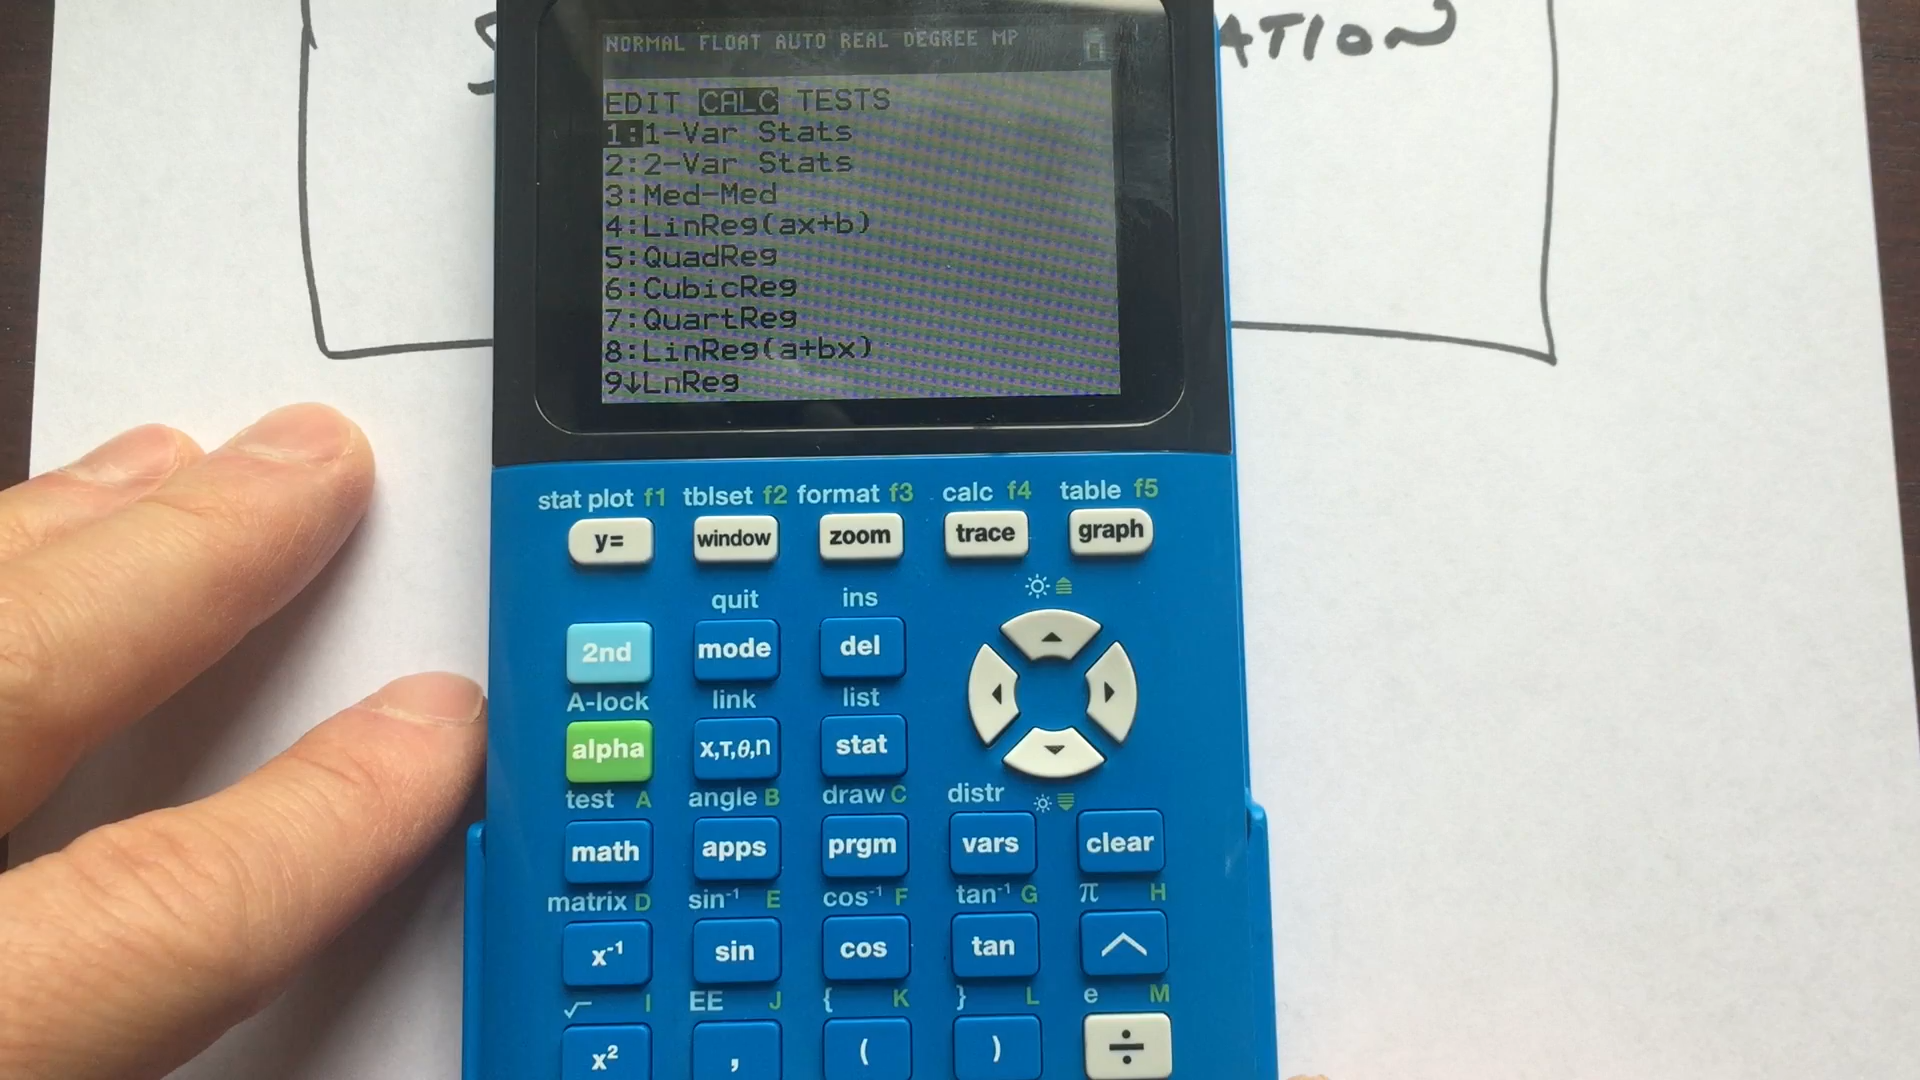 ATION
NORMAL FLOAT AUTO REAL DEGREE MP
EDIT CALC TESTS
1:1-Var Stats
2:2-Var Stats
3:Med-Med
4:LinReg(ax+b)
5:QuadReg
6:CubicReg
7:QuartReg
8:LinReg(a+bx)
9↓LnReg
stat plot f1 tblset f2 format f3 calc f4 table f5
y= window zoom trace graph
quit ins
2nd mode del
A-lock link list
alpha X,T,θ,n stat
test A angle B draw C distr
math apps prgm vars clear
matrix D sin⁻¹ E cos⁻¹ F tan⁻¹ G π H
x⁻¹ sin cos tan ^
√ I EE J { K } L e M
x² , ( ) ÷